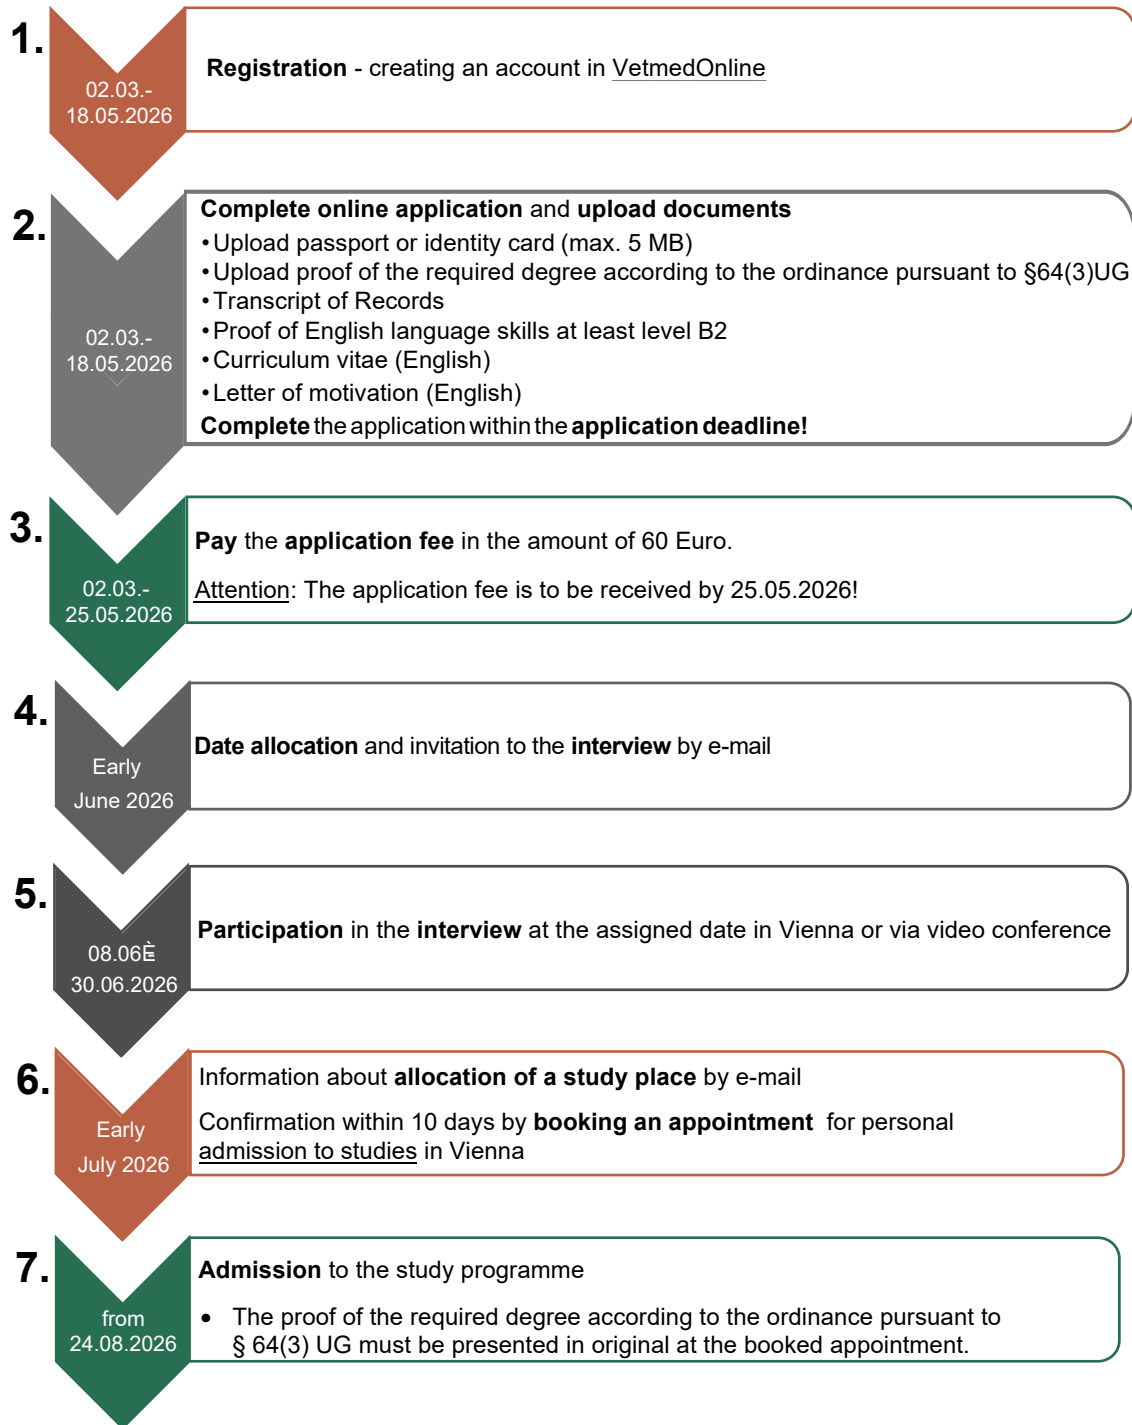 1.
02.03.-
18.05.2026
Registration - creating an account in VetmedOnline
2.
02.03.-
18.05.2026
Complete online application and upload documents
•Upload passport or identity card (max. 5 MB)
•Upload proof of the required degree according to the ordinance pursuant to §64(3)UG
•Transcript of Records
•Proof of English language skills at least level B2
•Curriculum vitae (English)
•Letter of motivation (English)
Complete the application within the application deadline!
3.
02.03.-
25.05.2026
Pay the application fee in the amount of 60 Euro.
Attention: The application fee is to be received by 25.05.2026!
4.
Early
June 2026
Date allocation and invitation to the interview by e-mail
5.
08.06È
30.06.2026
Participation in the interview at the assigned date in Vienna or via video conference
6.
Early
July 2026
Information about allocation of a study place by e-mail
Confirmation within 10 days by booking an appointment for personal
admission to studies in Vienna
7.
from
24.08.2026
Admission to the study programme
• The proof of the required degree according to the ordinance pursuant to
§ 64(3) UG must be presented in original at the booked appointment.